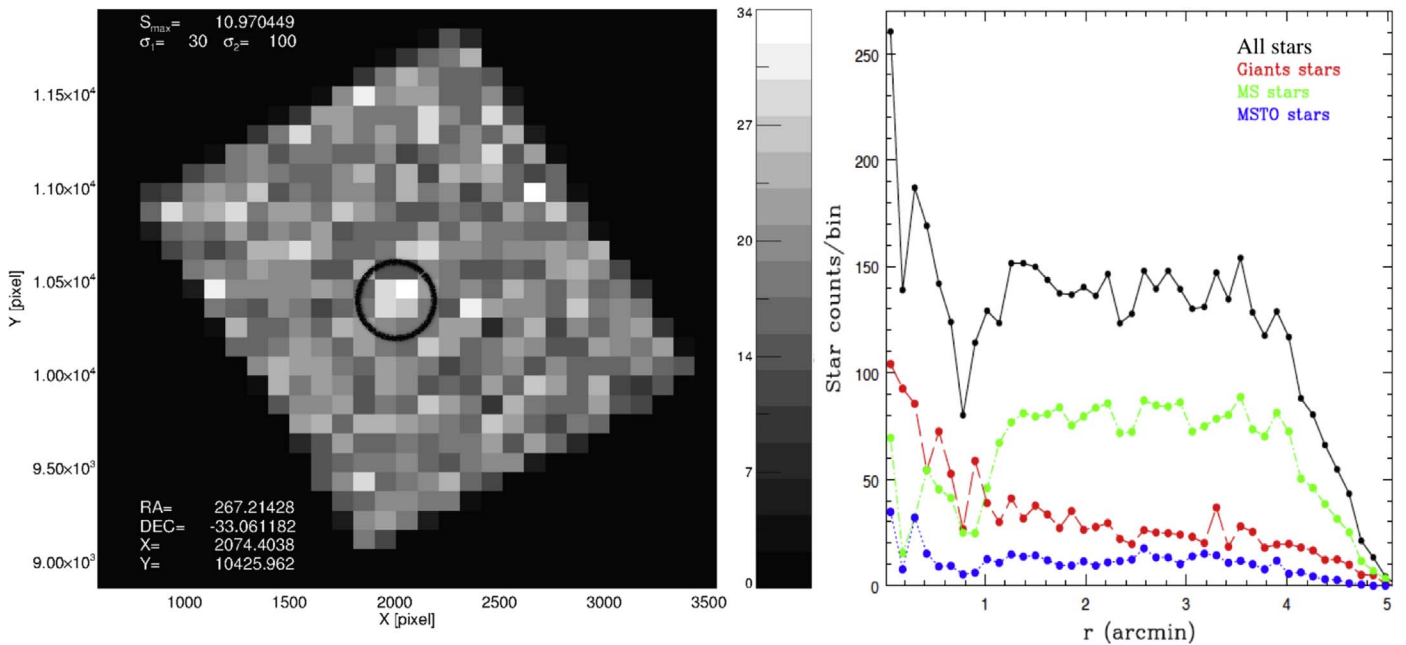 S_max= 10.970449
σ_1= 30 σ_2= 100
1.15×10^4
1.10×10^4
1.05×10^4
1.00×10^4
9.50×10^3
9.00×10^3
Y [pixel]
RA= 267.21428
DEC= -33.061182
X= 2074.4038
Y= 10425.962
1000 1500 2000 2500 3000 3500
X [pixel]
34
27
20
14
7
0
All stars
Giants stars
MS stars
MSTO stars
250
200
150
100
50
0
Star counts/bin
1 2 3 4 5
r (arcmin)